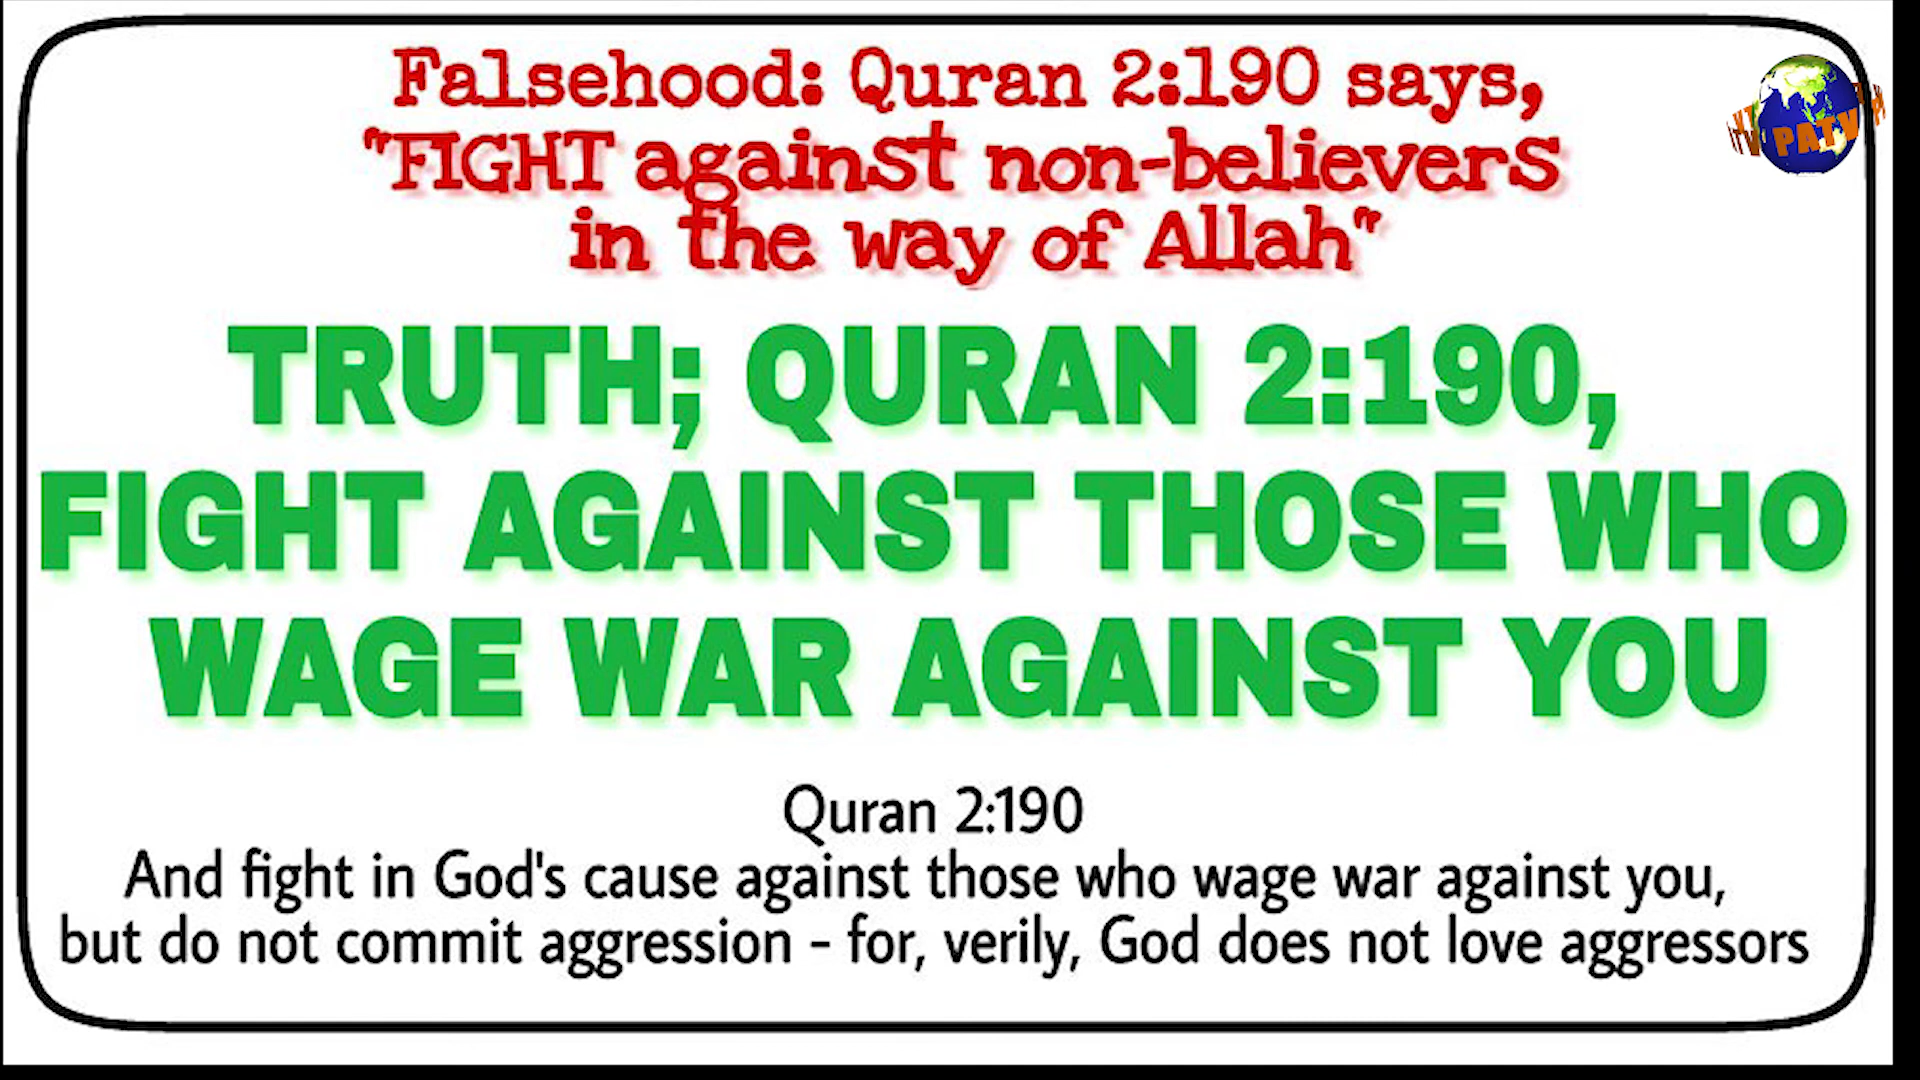 Falsehood: Quran 2:190 says,
"FIGHT against non-believers
in the way of Allah"
PATV
TRUTH; QURAN 2:190,
FIGHT AGAINST THOSE WHO
WAGE WAR AGAINST YOU
Quran 2:190
And fight in God's cause against those who wage war against you,
but do not commit aggression - for, verily, God does not love aggressors